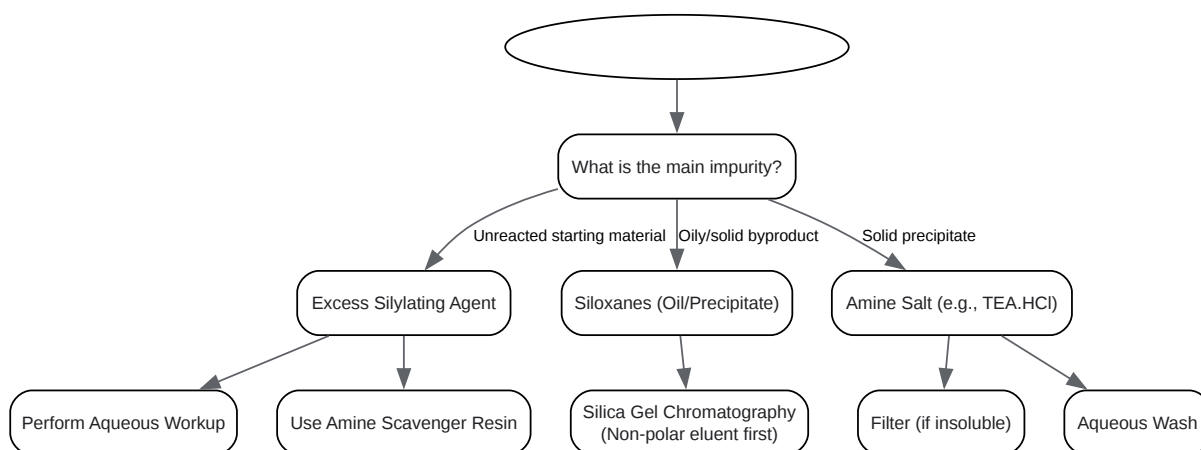 What is the main impurity?
Unreacted starting material
Oily/solid byproduct
Solid precipitate
Excess Silylating Agent
Siloxanes (Oil/Precipitate)
Amine Salt (e.g., TEA.HCl)
Perform Aqueous Workup
Use Amine Scavenger Resin
Silica Gel Chromatography
(Non-polar eluent first)
Filter (if insoluble)
Aqueous Wash